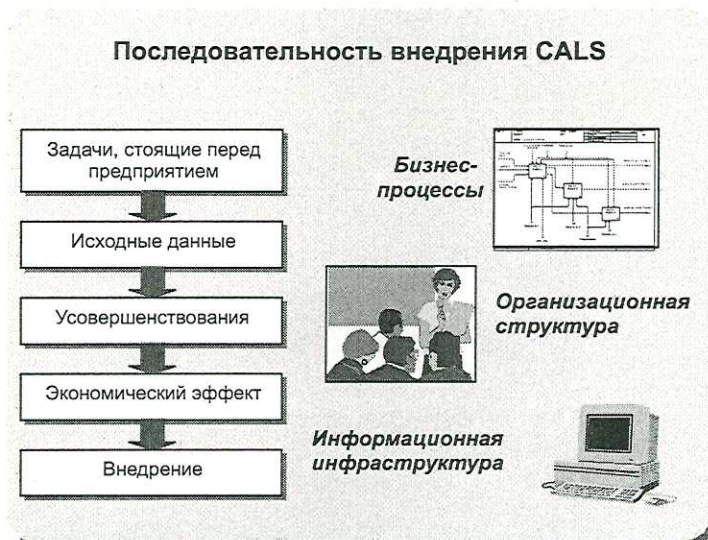 Последовательность внедрения CALS
Задачи, стоящие перед
предприятием
Исходные данные
Усовершенствования
Экономический эффект
Внедрение
Бизнес-
процессы
Организационная
структура
Информационная
инфраструктура